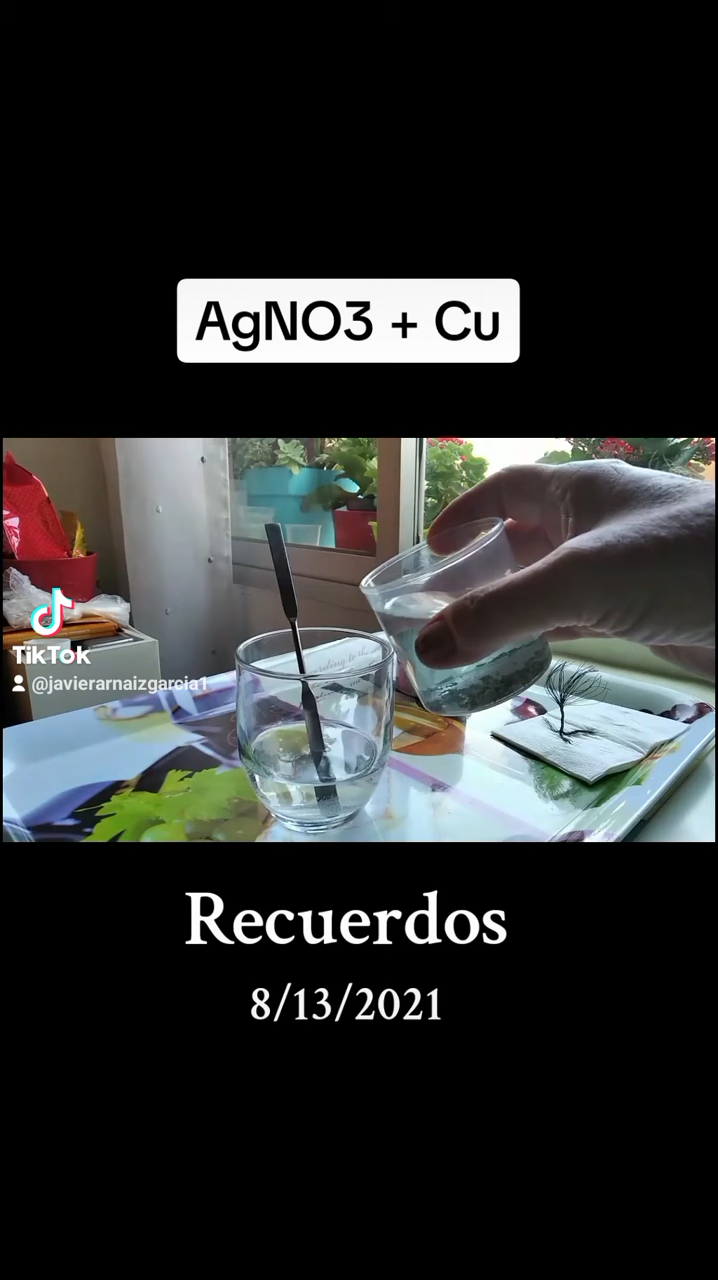 AgNO3 + Cu
TikTok
@javierarnaizgarcia1
Recuerdos
8/13/2021